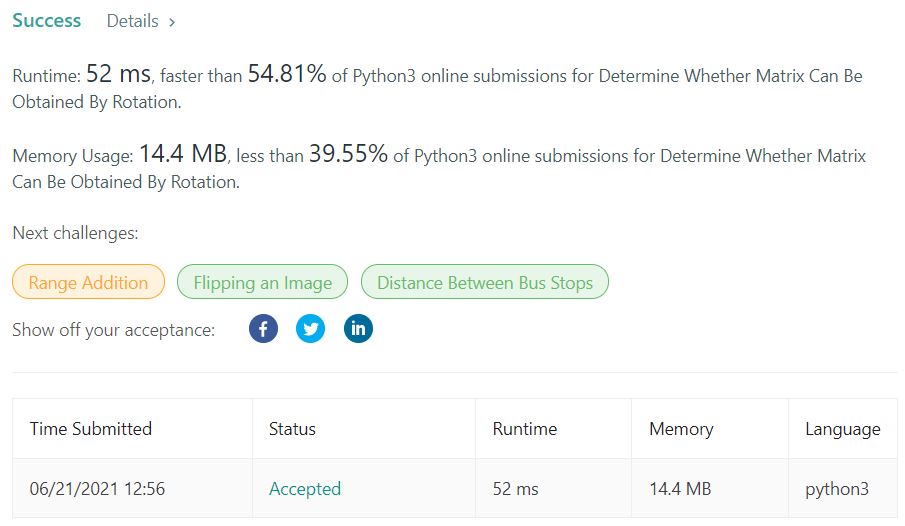 Success Details >
Runtime: 52 ms, faster than 54.81% of Python3 online submissions for Determine Whether Matrix Can Be
Obtained By Rotation.
Memory Usage: 14.4 MB, less than 39.55% of Python3 online submissions for Determine Whether Matrix
Can Be Obtained By Rotation.
Next challenges:
Range Addition Flipping an Image Distance Between Bus Stops
Show off your acceptance: f in
Time Submitted Status Runtime Memory Language
06/21/2021 12:56 Accepted 52 ms 14.4 MB python3